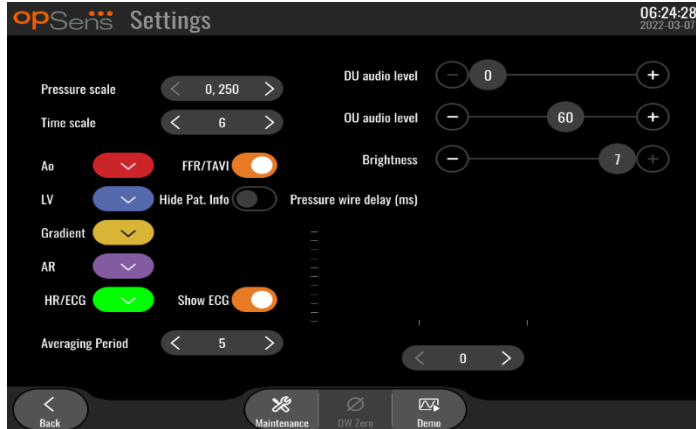 opSens Settings
06:24:28
2022-03-07
Pressure scale
0, 250
DU audio level
0
Time scale
6
OU audio level
60
Ao
FFR/TAVI
Brightness
7
LV
Hide Pat. Info
Pressure wire delay (ms)
Gradient
AR
HR/ECG
Show ECG
Averaging Period
5
0
Back
Maintenance
OW Zero
Demo